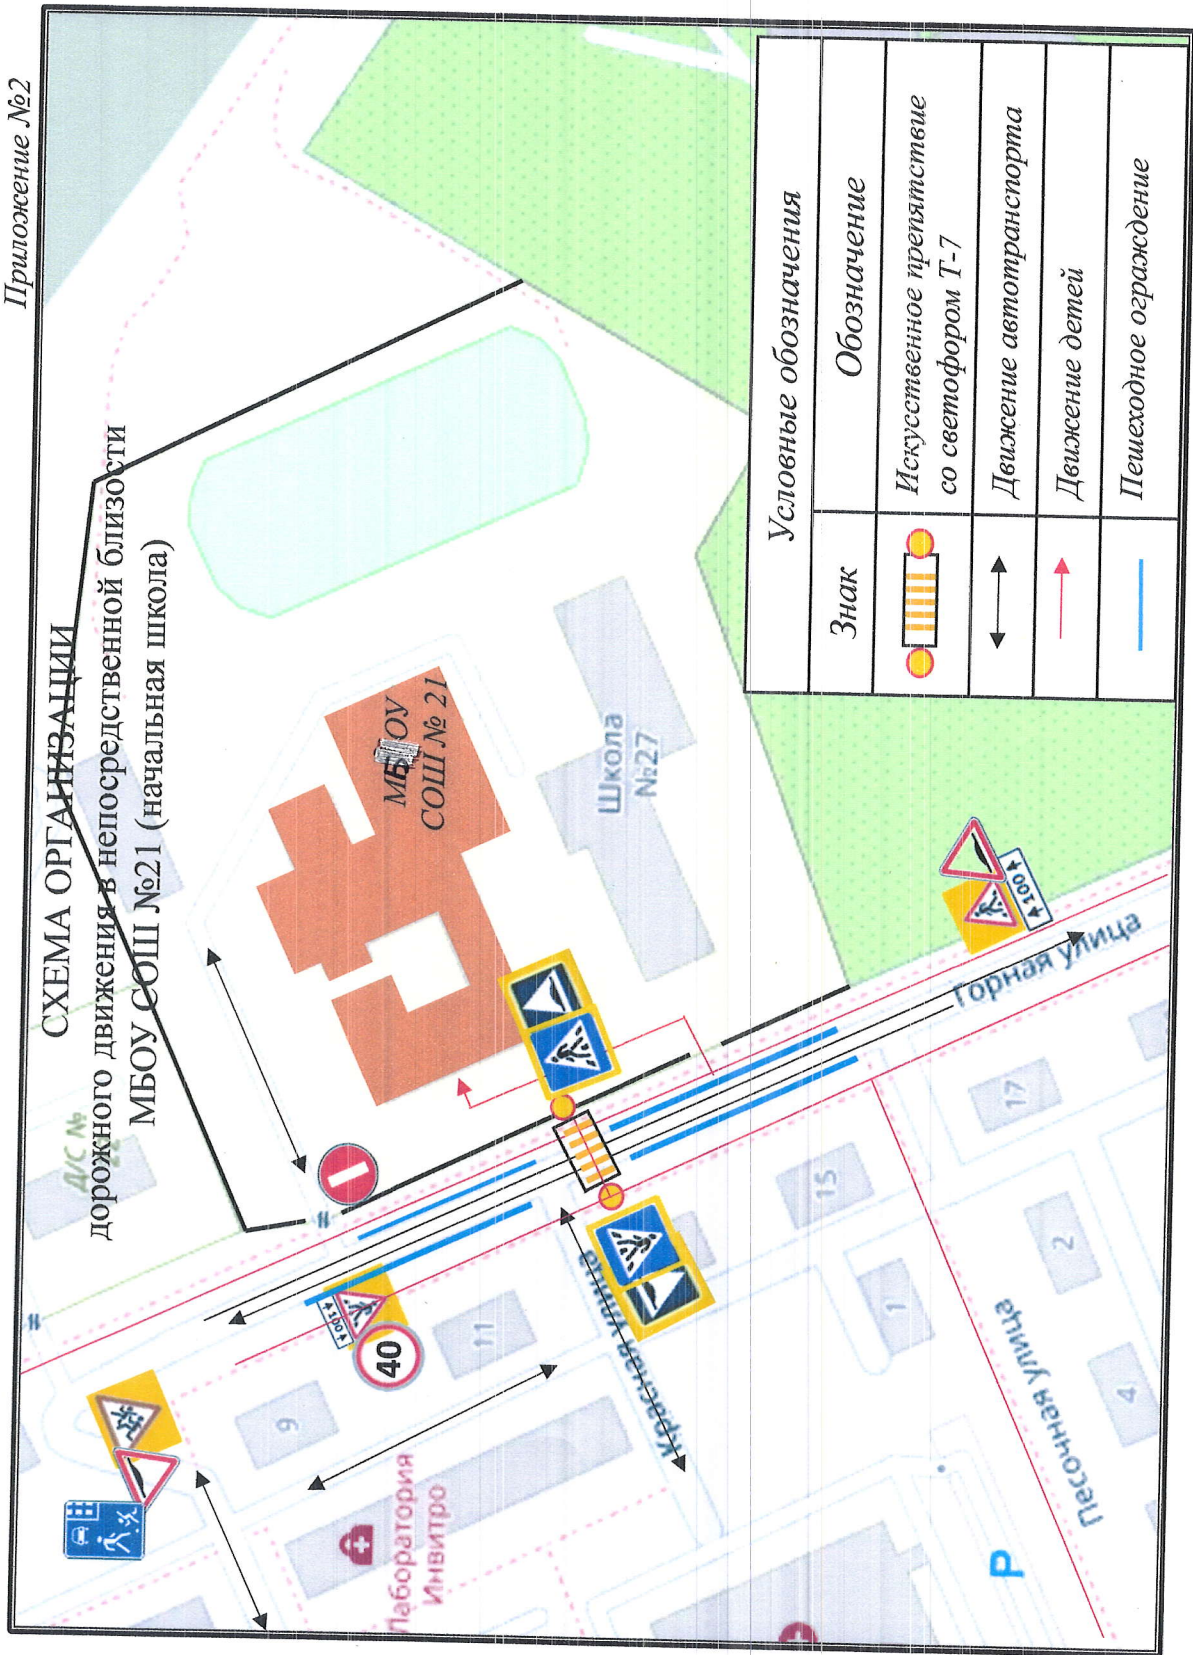 Приложение №2
СХЕМА ОРГАНИЗАЦИИ
дорожного движения в непосредственной близости
МБОУ СОШ №21 (начальная школа)
Д/С №
МБОУ
СОШ № 21
Школа
№27
40
100
100
9
11
15
17
1
2
4
Лаборатория
Инвитро
Красная улица
Горная улица
Песочная улица
P
Условные обозначения
Знак
Обозначение
Искусственное препятствие
со светофором Т-7
Движение автотранспорта
Движение детей
Пешеходное ограждение